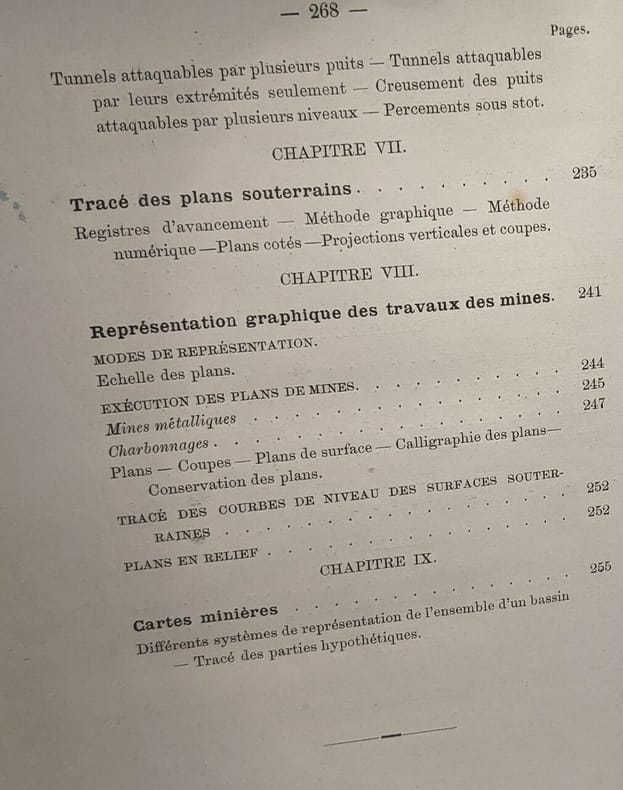 — 268 —
Pages.
Tunnels attaquables par plusieurs puits — Tunnels attaquables
par leurs extrémités seulement — Creusement des puits
attaquables par plusieurs niveaux — Percements sous stot.
CHAPITRE VII.
Tracé des plans souterrains . . . . . . . . . 235
Registres d'avancement — Méthode graphique — Méthode
numérique — Plans cotés — Projections verticales et coupes.
CHAPITRE VIII.
Représentation graphique des travaux des mines. 241
MODES DE REPRÉSENTATION.
Echelle des plans.
EXÉCUTION DES PLANS DE MINES. . . . . . . . . . 244
Mines métalliques . . . . . . . . . . . . 245
Charbonnages . . . . . . . . . . . . . 247
Plans — Coupes — Plans de surface — Calligraphie des plans —
Conservation des plans.
TRACÉ DES COURBES DE NIVEAU DES SURFACES SOUTER-
RAINES . . . . . . . . . . . . . 252
PLANS EN RELIEF . . . . . . . . . . . 252
CHAPITRE IX.
Cartes minières . . . . . . . . . . . 255
Différents systèmes de représentation de l'ensemble d'un bassin
— Tracé des parties hypothétiques.